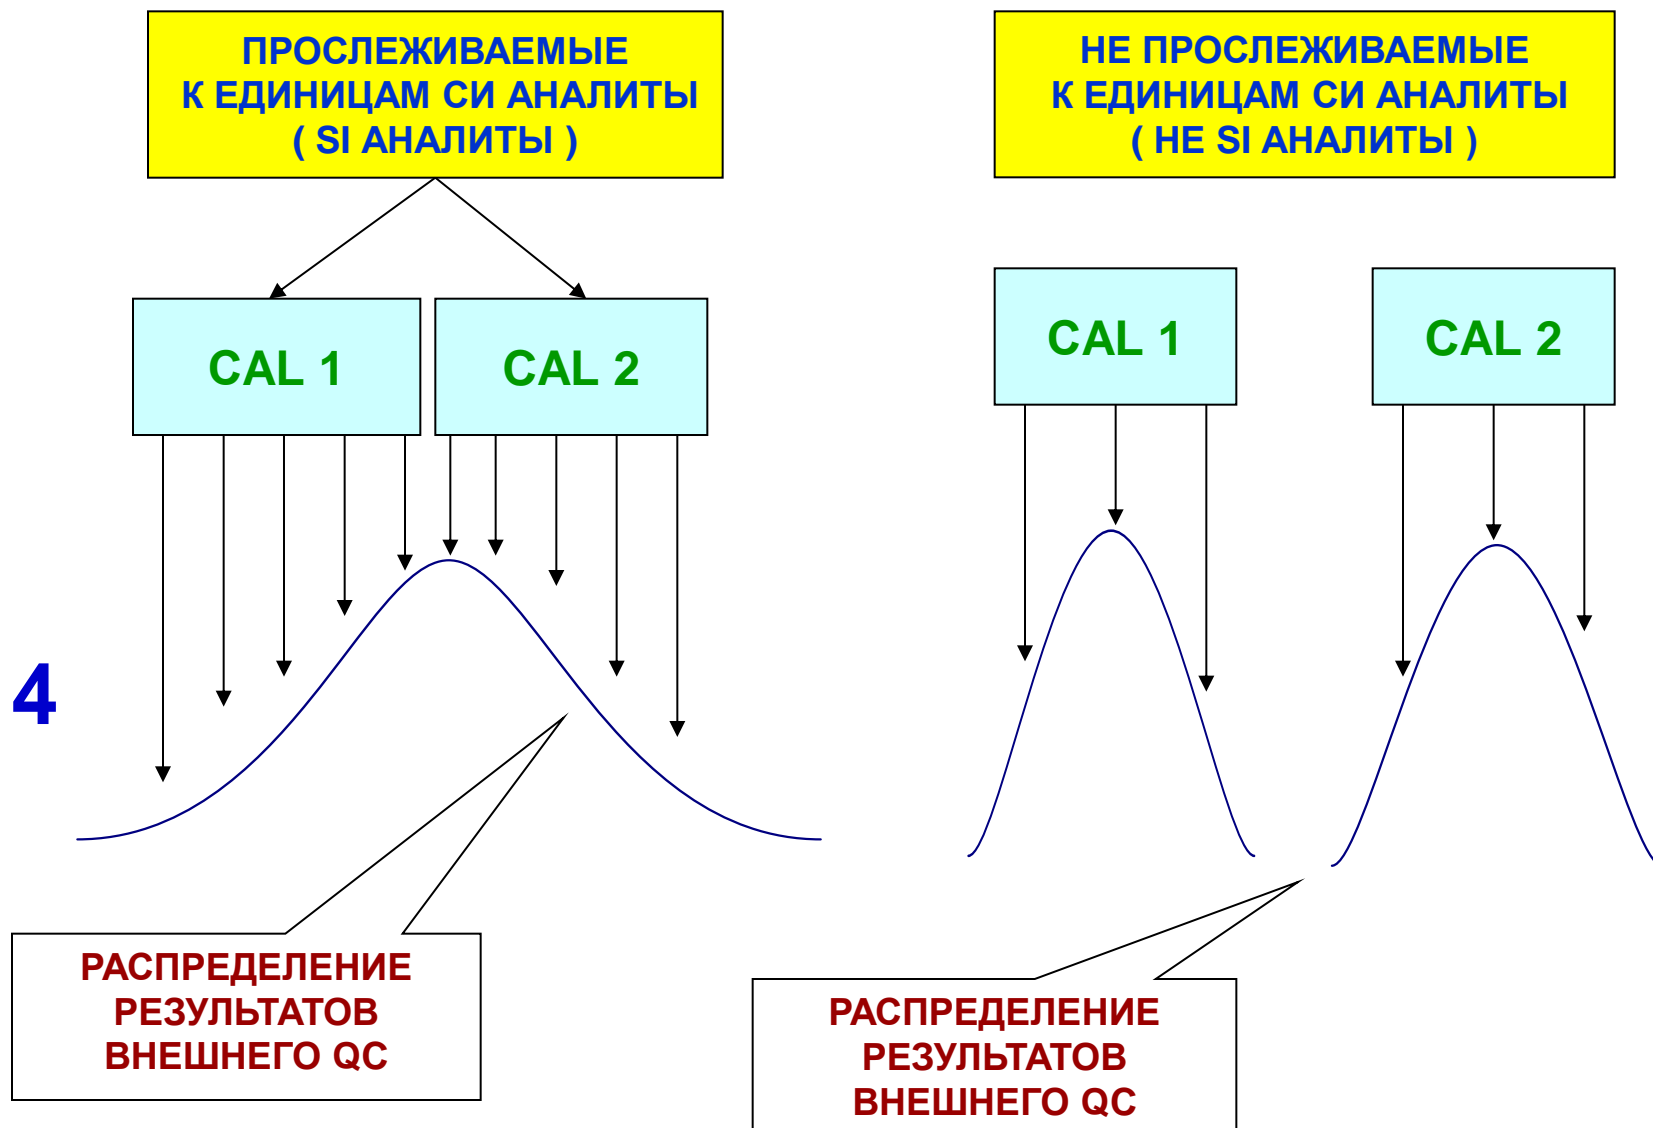 ПРОСЛЕЖИВАЕМЫЕ
К ЕДИНИЦАМ СИ АНАЛИТЫ
( SI АНАЛИТЫ )
НЕ ПРОСЛЕЖИВАЕМЫЕ
К ЕДИНИЦАМ СИ АНАЛИТЫ
( НЕ SI АНАЛИТЫ )
CAL 1
CAL 2
CAL 1
CAL 2
4
РАСПРЕДЕЛЕНИЕ
РЕЗУЛЬТАТОВ
ВНЕШНЕГО QC
РАСПРЕДЕЛЕНИЕ
РЕЗУЛЬТАТОВ
ВНЕШНЕГО QC